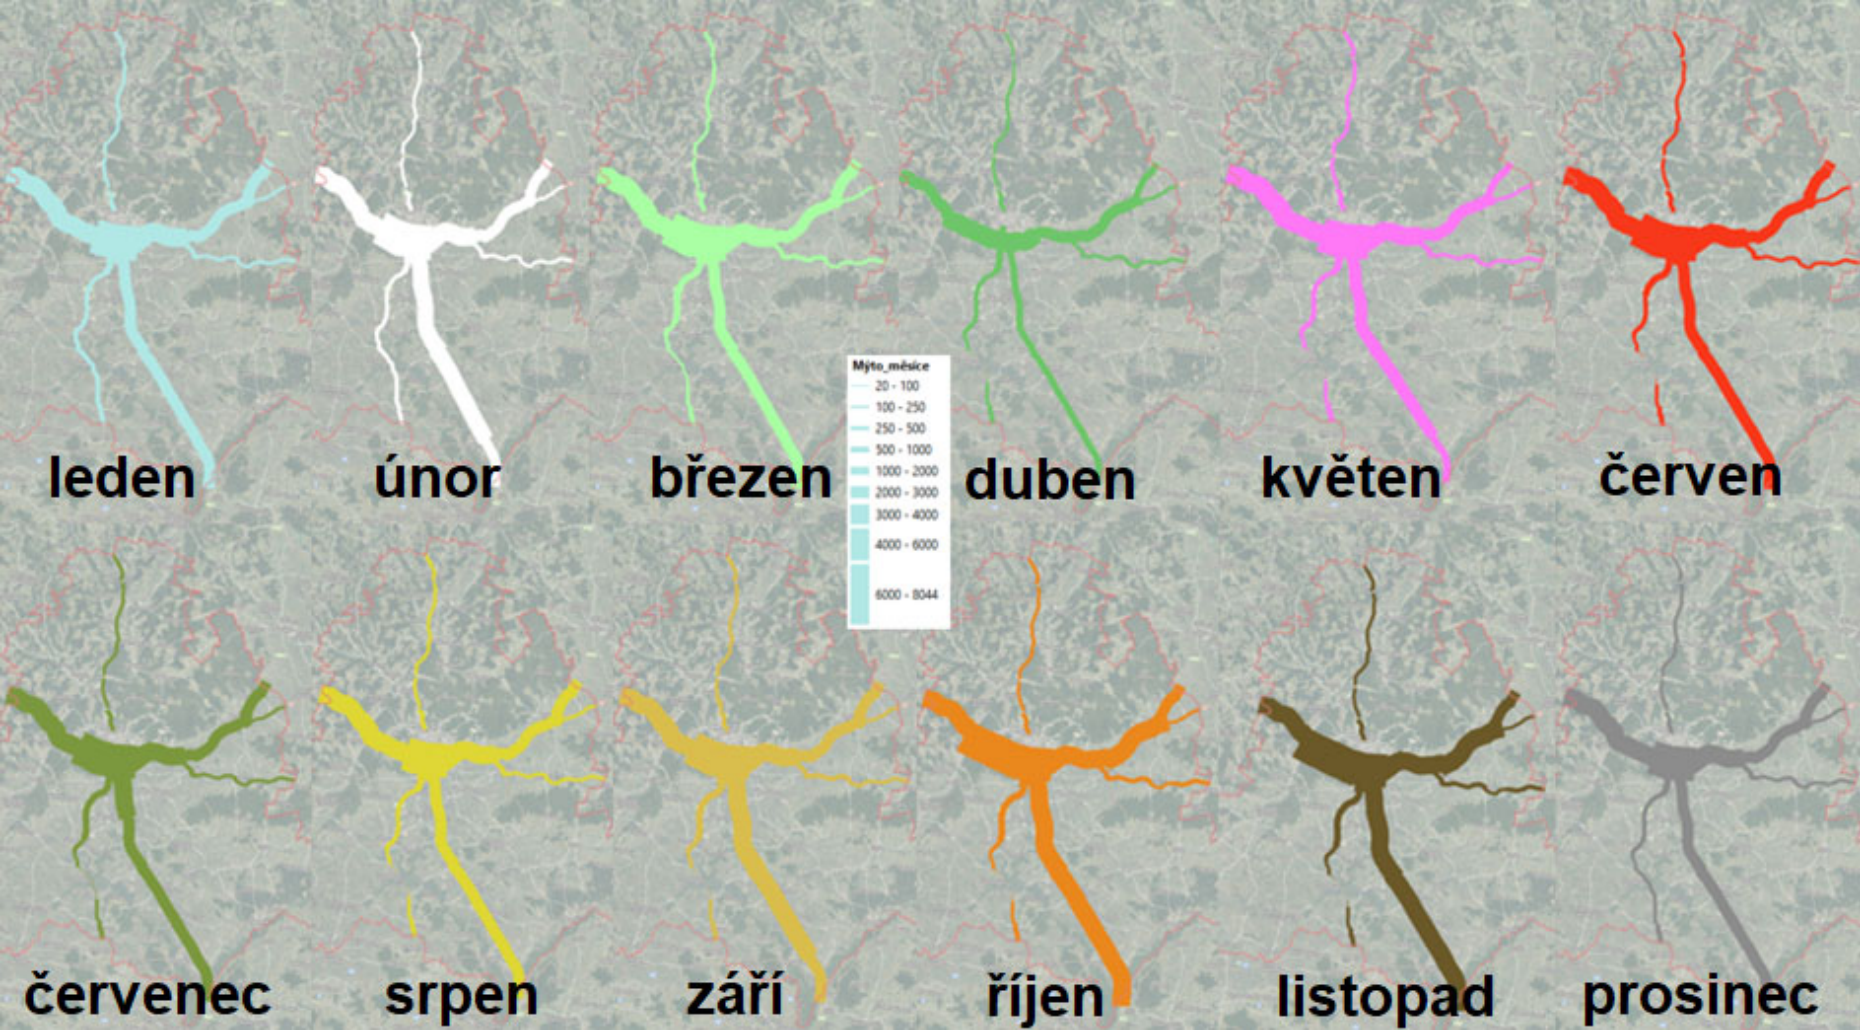 leden
únor
březen
duben
květen
červen
Mýto_měsíce
20 - 100
100 - 250
250 - 500
500 - 1000
1000 - 2000
2000 - 3000
3000 - 4000
4000 - 6000
6000 - 8044
červenec
srpen
září
říjen
listopad
prosinec